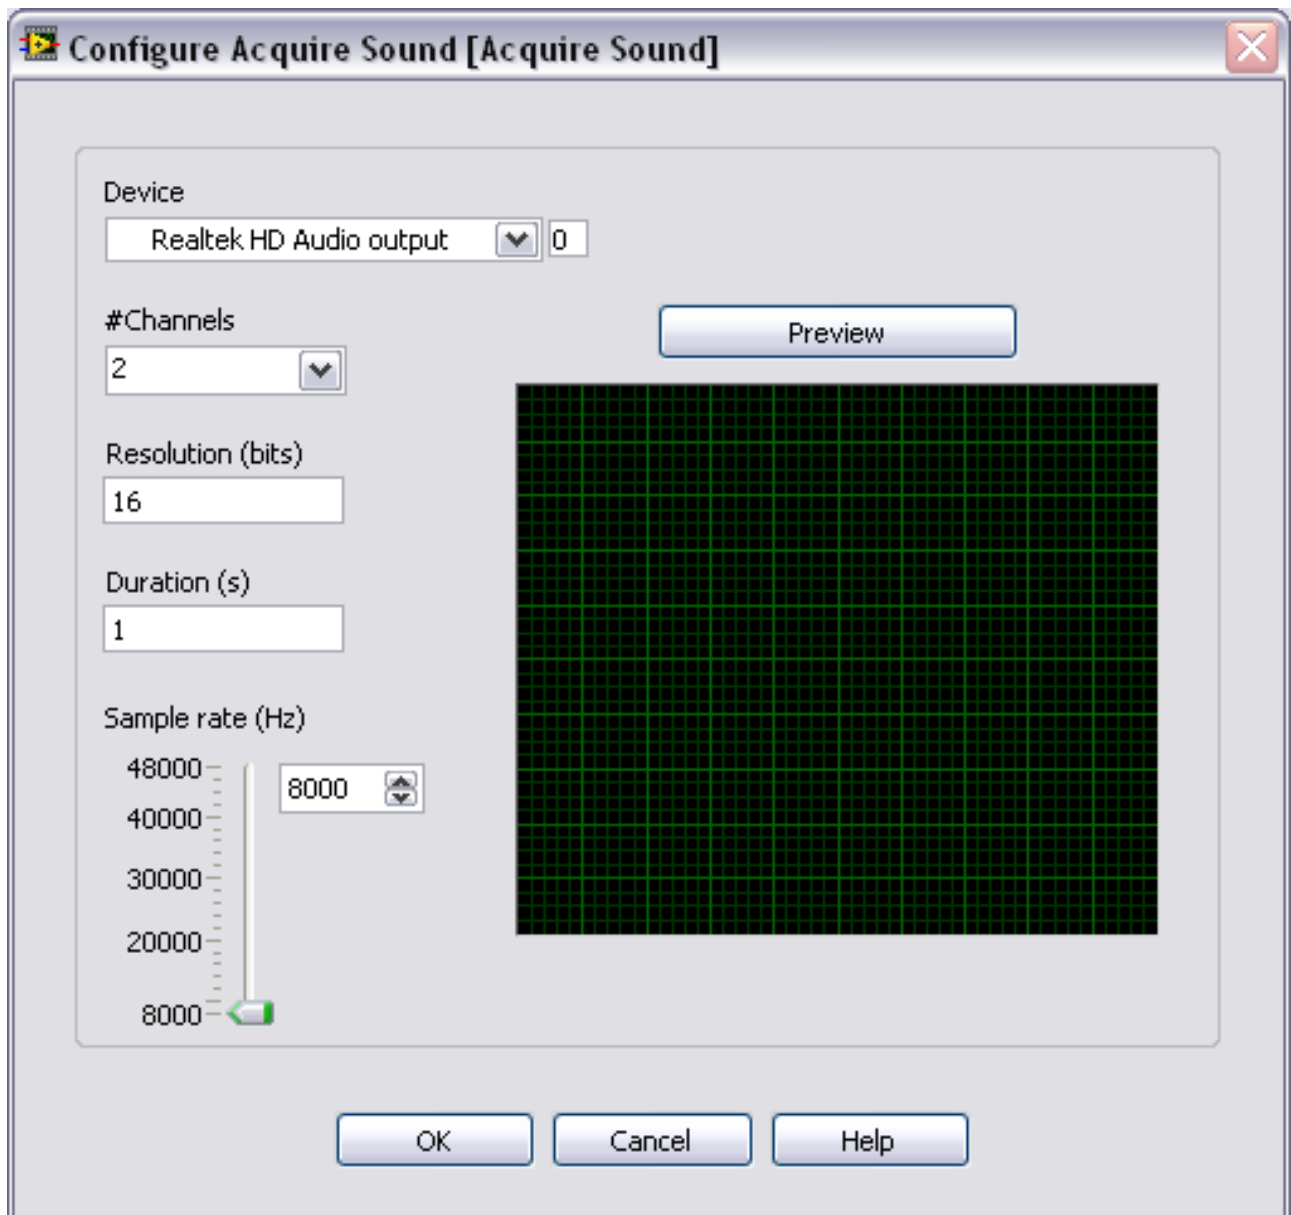 Configure Acquire Sound [Acquire Sound]
Device
Realtek HD Audio output 0
#Channels
2
Preview
Resolution (bits)
16
Duration (s)
1
Sample rate (Hz)
48000
8000
40000
30000
20000
8000
OK Cancel Help